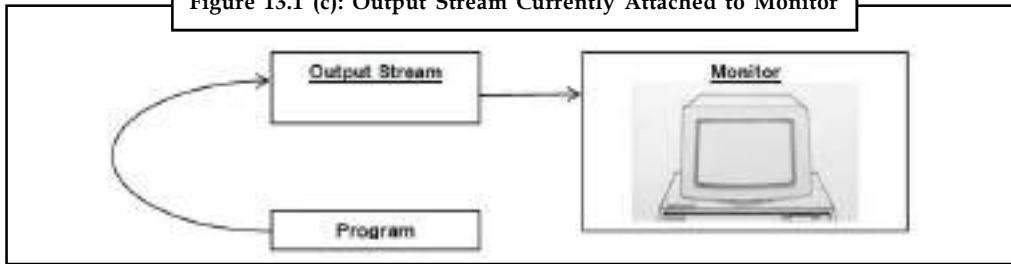 Figure 13.1 (c): Output Stream Currently Attached to Monitor
Output Stream
Monitor
Program